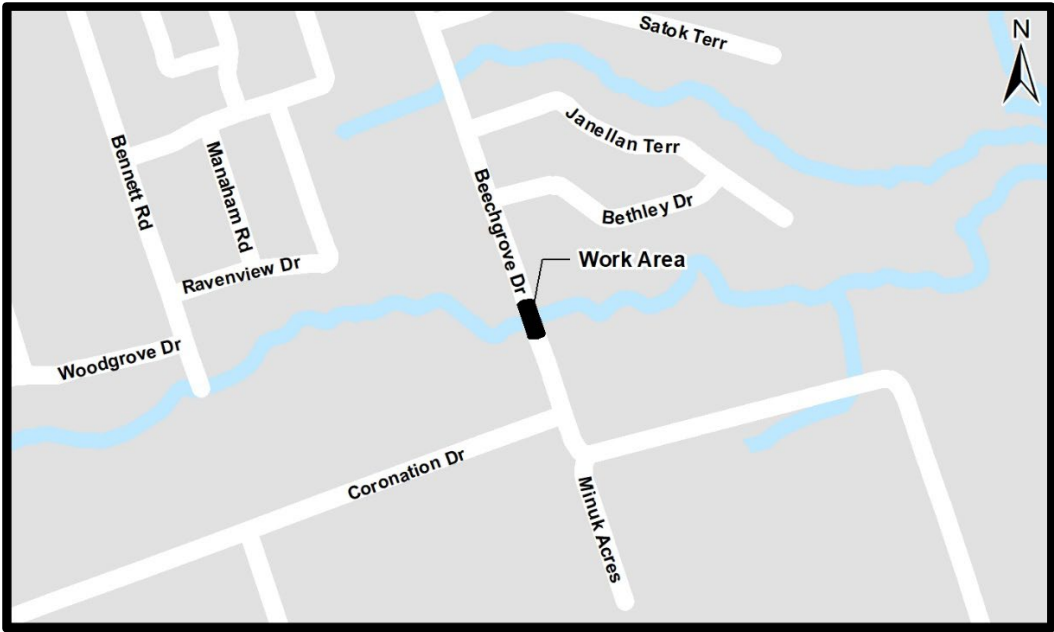 Satok Terr
N
Janellan Terr
Bennett Rd
Manaham Rd
Beechgrove Dr
Bethley Dr
Work Area
Ravenview Dr
Woodgrove Dr
Coronation Dr
Minuk Acres